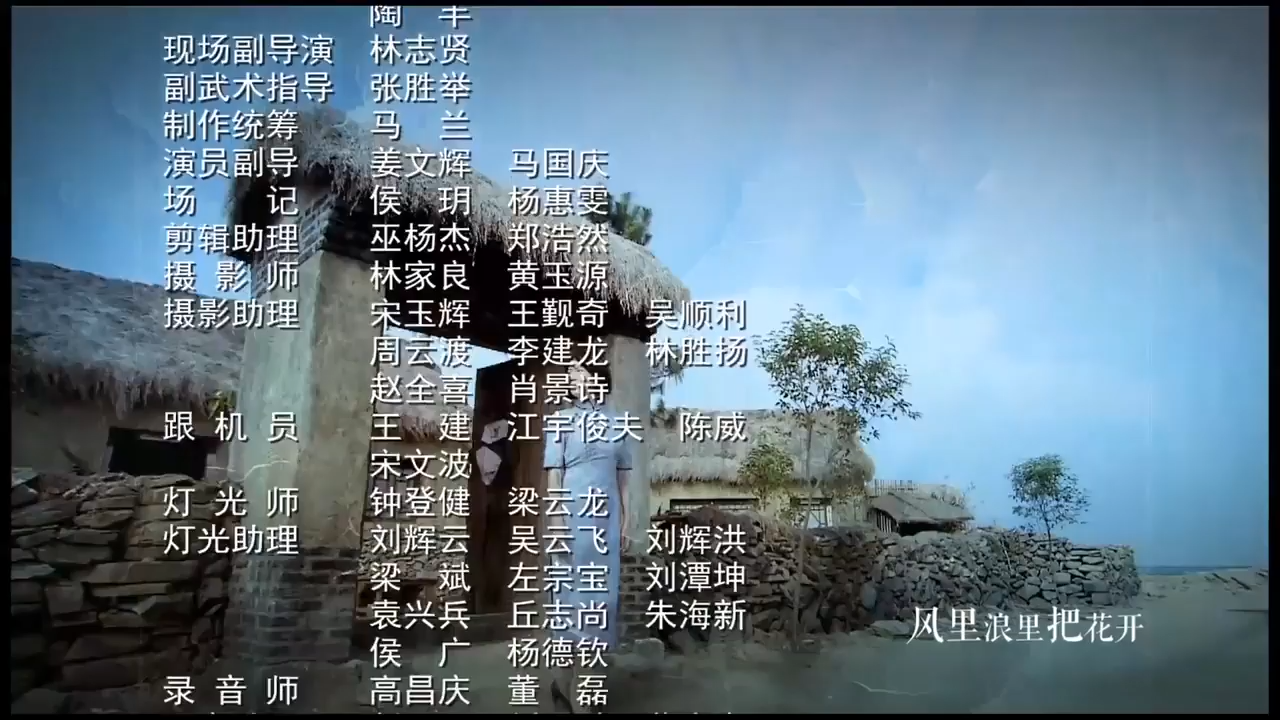 陶　丰
现场副导演 林志贤
副武术指导 张胜举
制作统筹 马　兰
演员副导 姜文辉 马国庆
场　　记 侯　玥 杨惠雯
剪辑助理 巫杨杰 郑浩然
摄 影 师 林家良 黄玉源
摄影助理 宋玉辉 王觐奇 吴顺利
周云渡 李建龙 林胜扬
赵全喜 肖景诗
跟 机 员 王　建 江宇俊夫 陈威
宋文波
灯 光 师 钟登健 梁云龙
灯光助理 刘辉云 吴云飞 刘辉洪
梁　斌 左宗宝 刘潭坤
袁兴兵 丘志尚 朱海新
风里浪里把花开
侯　广 杨德钦
录 音 师 高昌庆 董　磊